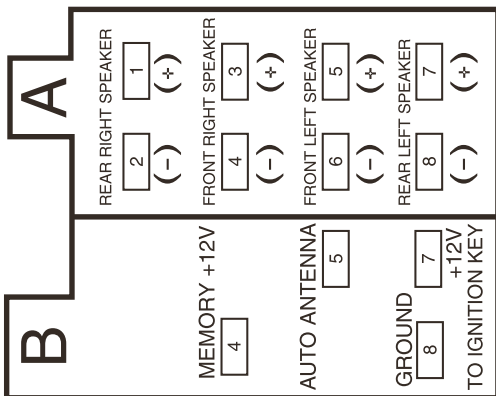 A
REAR RIGHT SPEAKER
2 1
(−) (+)
FRONT RIGHT SPEAKER
4 3
(−) (+)
FRONT LEFT SPEAKER
6 5
(−) (+)
REAR LEFT SPEAKER
8 7
(−) (+)
B
MEMORY +12V
4
AUTO ANTENNA
5
GROUND
8 7
+12V
TO IGNITION KEY